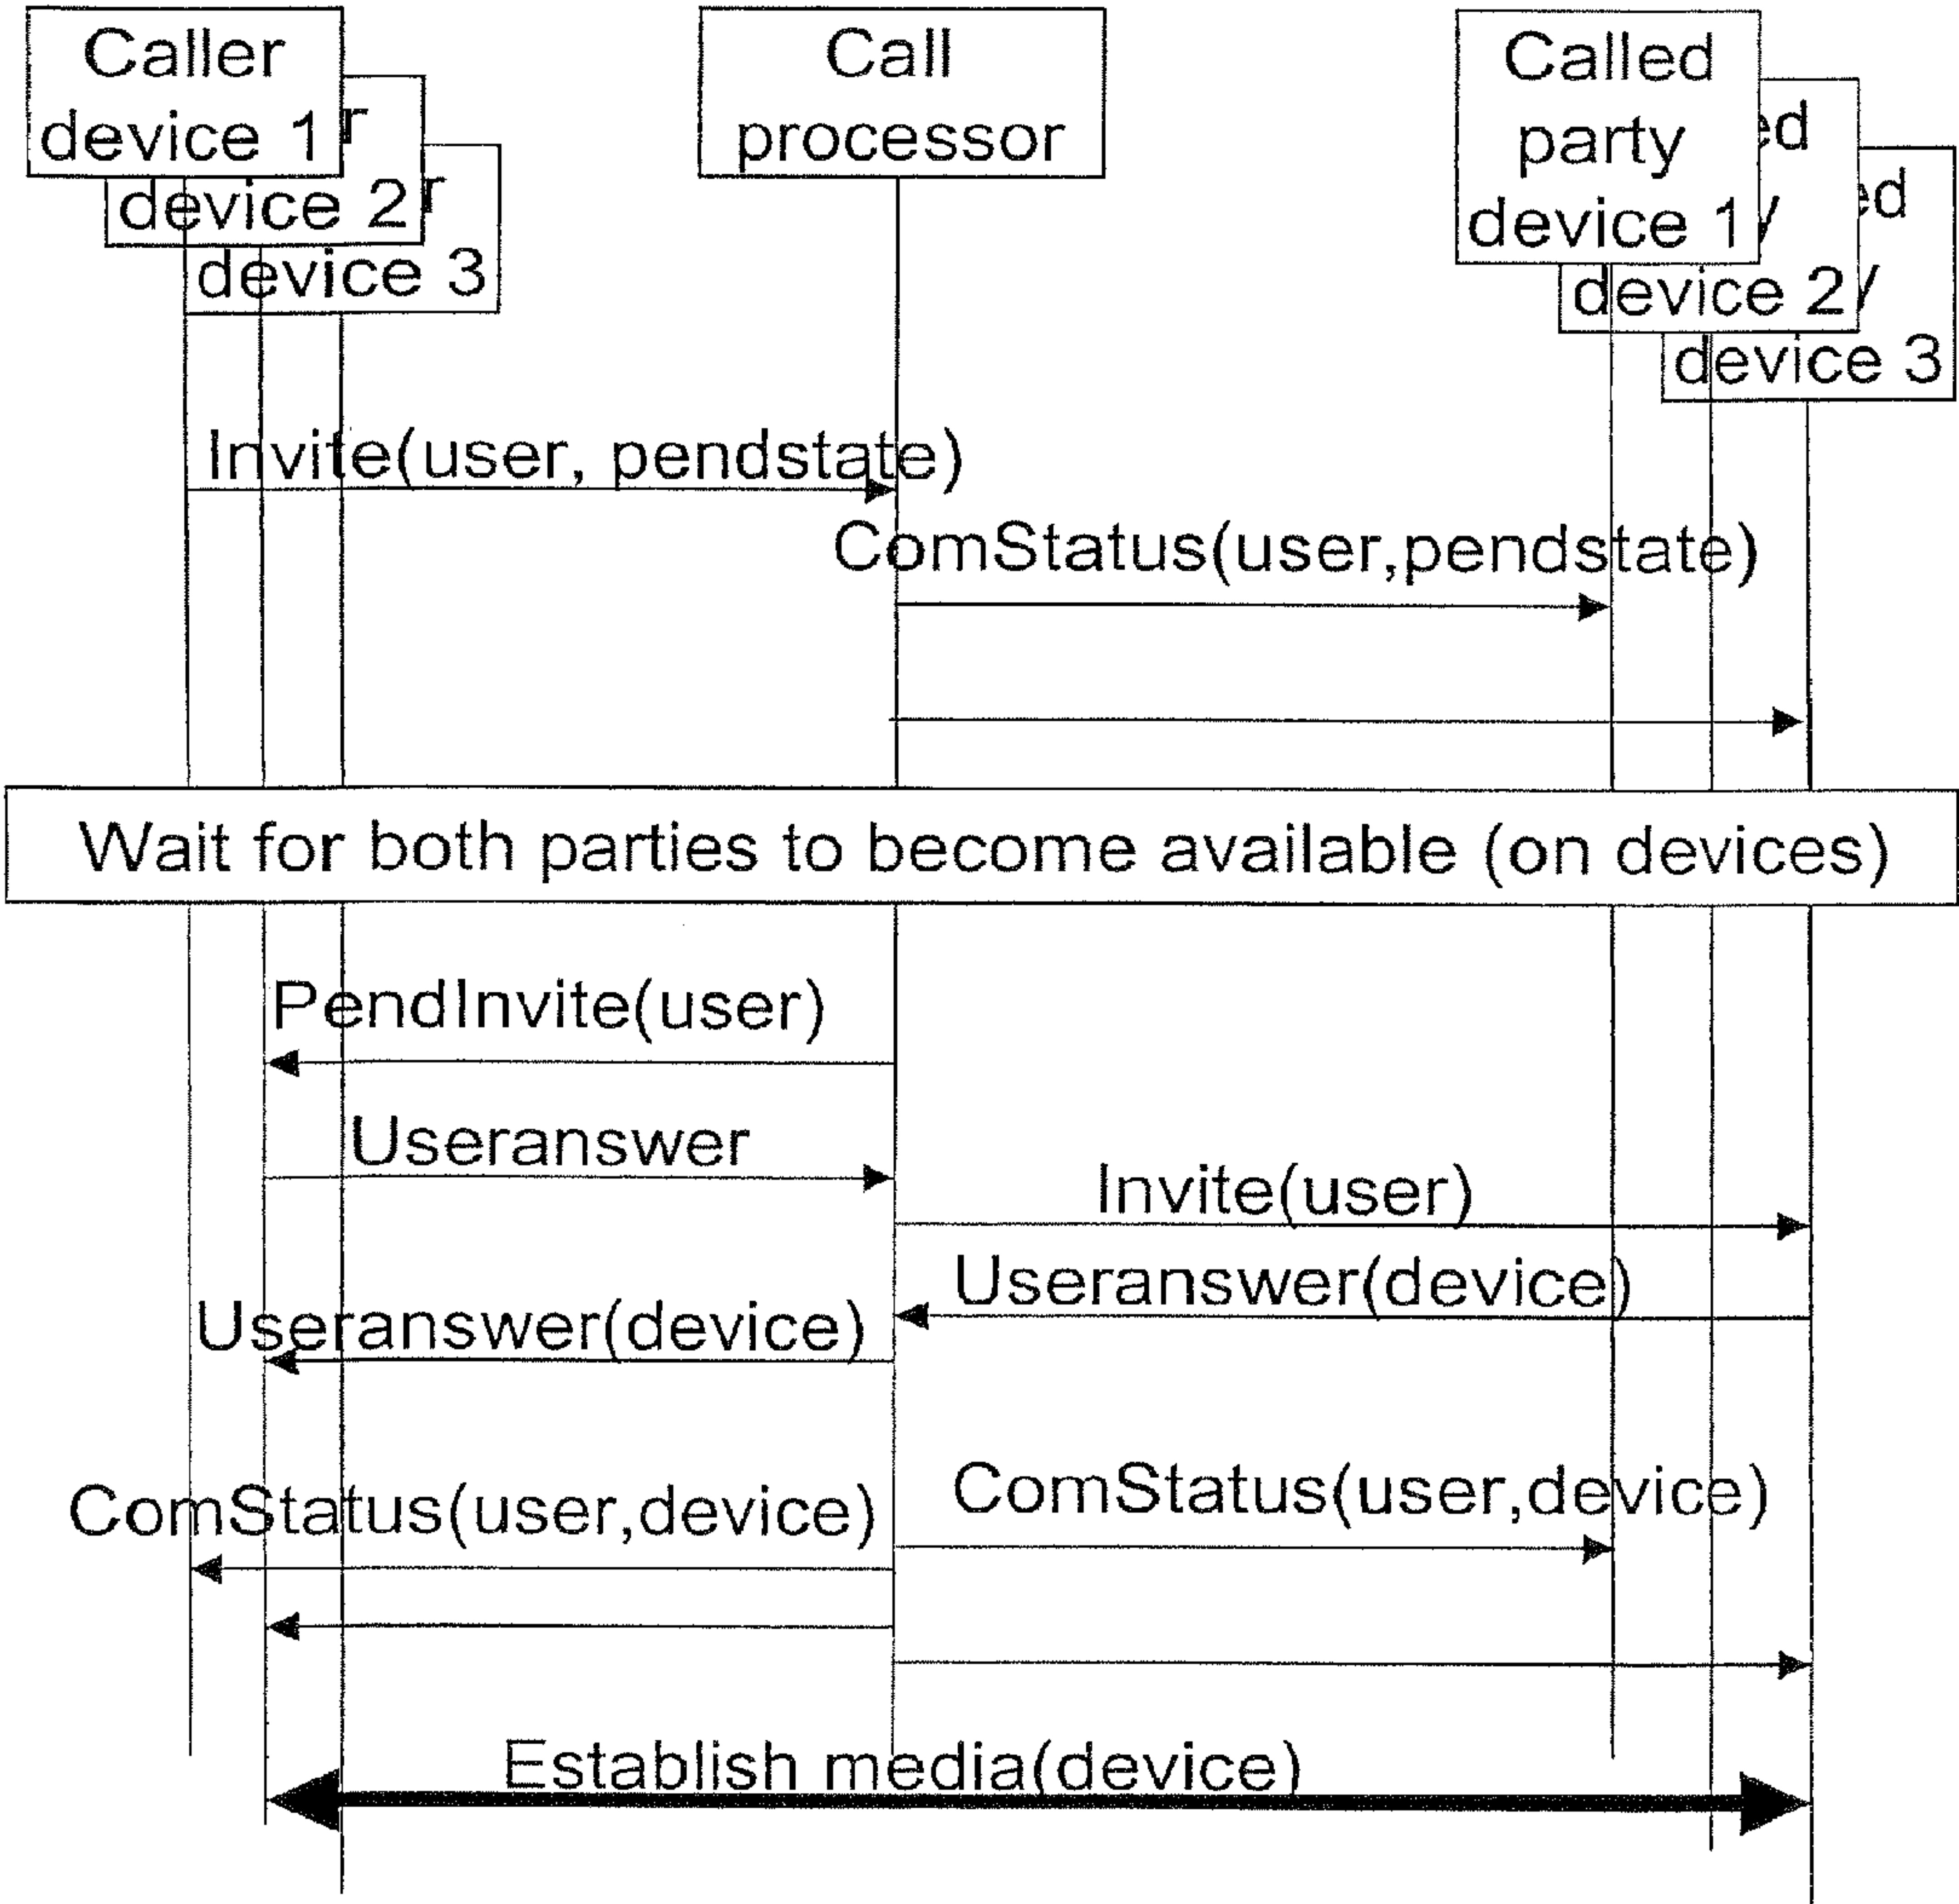 Caller
device 1
r
device 2
r
device 3
Call
processor
Called
party
device 1
ed
y
device 2
ed
y
device 3
Invite(user, pendstate)
ComStatus(user,pendstate)
Wait for both parties to become available (on devices)
PendInvite(user)
Useranswer
Invite(user)
Useranswer(device)
Useranswer(device)
ComStatus(user,device)
ComStatus(user,device)
Establish media(device)